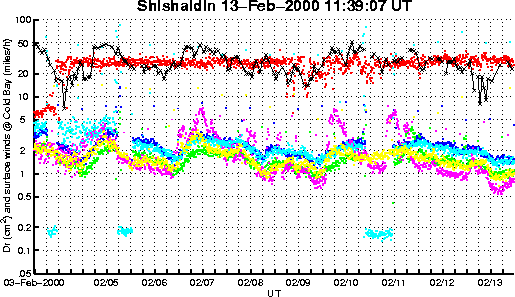 Shishaldin 13-Feb-2000 11:39:07 UT
Dr (cm²) and surface winds @ Cold Bay (miles/h)
100
50
20
10
5
2
1
0.5
0.2
0.1
.05
03-Feb-2000 02/05 02/06 02/07 02/08 02/09 02/10 02/11 02/12 02/13
UT